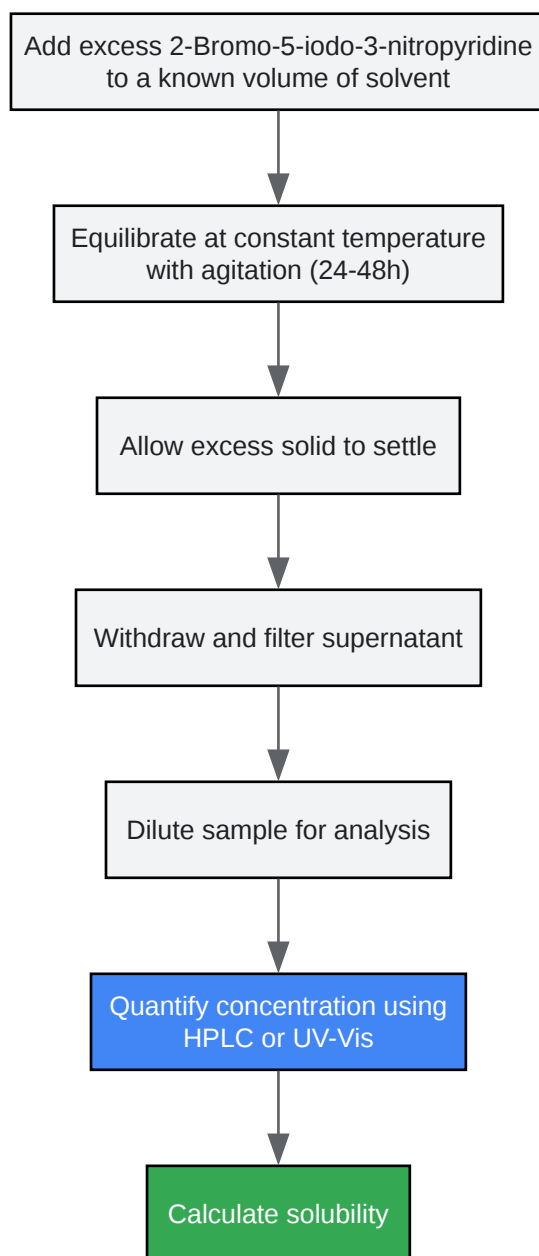 Add excess 2-Bromo-5-iodo-3-nitropyridine
to a known volume of solvent
Equilibrate at constant temperature
with agitation (24-48h)
Allow excess solid to settle
Withdraw and filter supernatant
Dilute sample for analysis
Quantify concentration using
HPLC or UV-Vis
Calculate solubility